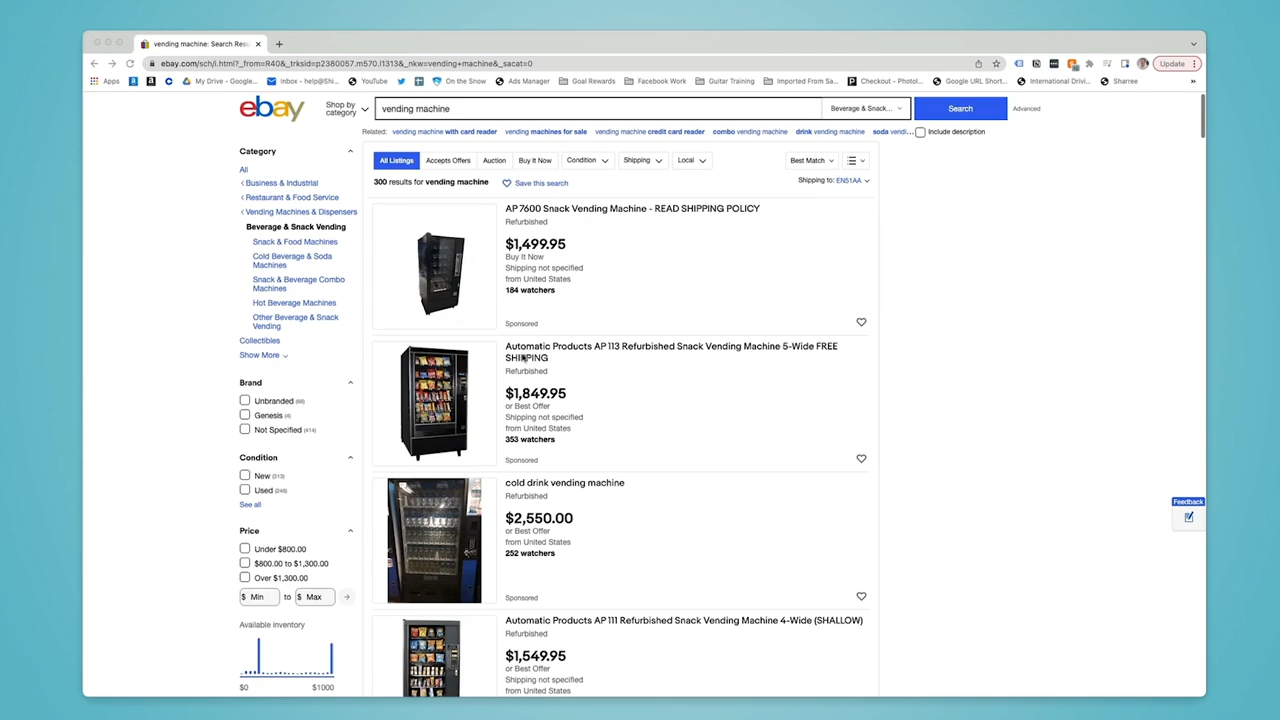 vending machine: Search Resu
ebay.com/sch/i.html?_from=R40&_trksid=p2380057.m570.l1313&_nkw=vending+machine&_sacat=0
Update
Apps
My Drive - Google...
Inbox - help@Shi...
YouTube
On the Snow
Ads Manager
Goal Rewards
Facebook Work
Guitar Training
Imported From Sa...
Checkout - Photol...
Google URL Short...
International Drivi...
Sharree
ebay
Shop by
category
vending machine
Beverage & Snack...
Search
Advanced
Related: vending machine with card reader vending machines for sale vending machine credit card reader combo vending machine drink vending machine soda vendi...
Include description
Category
All
Business & Industrial
Restaurant & Food Service
Vending Machines & Dispensers
Beverage & Snack Vending
Snack & Food Machines
Cold Beverage & Soda
Machines
Snack & Beverage Combo
Machines
Hot Beverage Machines
Other Beverage & Snack
Vending
Collectibles
Show More
Brand
Unbranded (68)
Genesis (4)
Not Specified (414)
Condition
New (313)
Used (248)
See all
Price
Under $800.00
$800.00 to $1,300.00
Over $1,300.00
$ Min to $ Max
Available inventory
$0 $1000
All Listings Accepts Offers Auction Buy It Now Condition Shipping Local Best Match
300 results for vending machine Save this search
Shipping to: EN51AA
AP 7600 Snack Vending Machine - READ SHIPPING POLICY
Refurbished
$1,499.95
Buy It Now
Shipping not specified
from United States
184 watchers
Sponsored
Automatic Products AP 113 Refurbished Snack Vending Machine 5-Wide FREE
SHIPPING
Refurbished
$1,849.95
or Best Offer
Shipping not specified
from United States
353 watchers
Sponsored
cold drink vending machine
Refurbished
$2,550.00
or Best Offer
from United States
252 watchers
Sponsored
Automatic Products AP 111 Refurbished Snack Vending Machine 4-Wide (SHALLOW)
Refurbished
$1,549.95
or Best Offer
Shipping not specified
from United States
Feedback